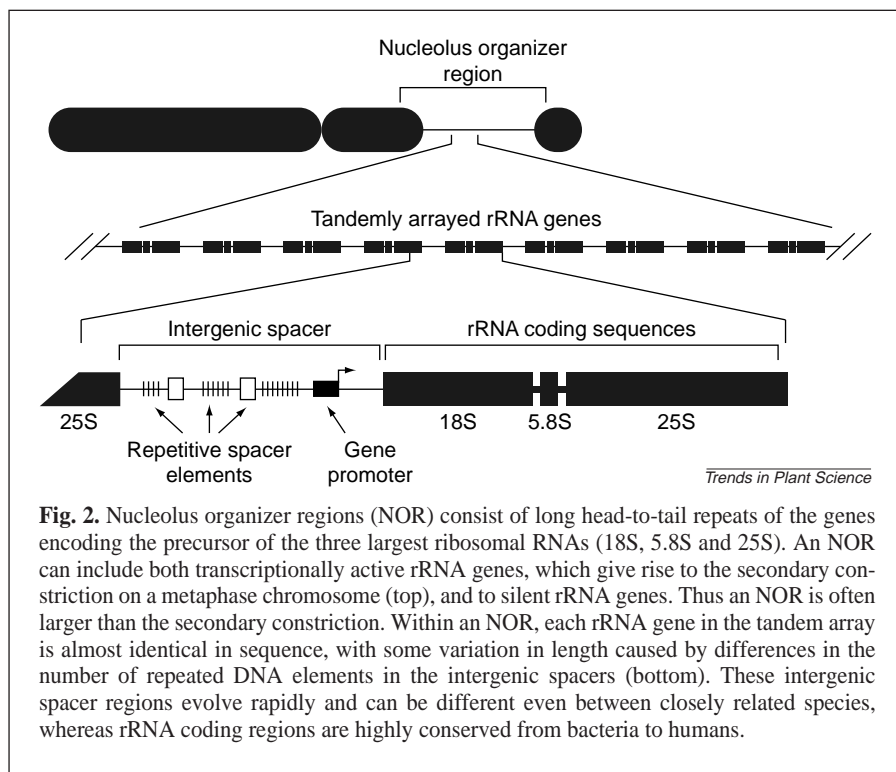 Nucleolus organizer
region
Tandemly arrayed rRNA genes
Intergenic spacer
rRNA coding sequences
25S
18S
5.8S
25S
Repetitive spacer
elements
Gene
promoter
Trends in Plant Science
Fig. 2. Nucleolus organizer regions (NOR) consist of long head-to-tail repeats of the genes
encoding the precursor of the three largest ribosomal RNAs (18S, 5.8S and 25S). An NOR
can include both transcriptionally active rRNA genes, which give rise to the secondary con-
striction on a metaphase chromosome (top), and to silent rRNA genes. Thus an NOR is often
larger than the secondary constriction. Within an NOR, each rRNA gene in the tandem array
is almost identical in sequence, with some variation in length caused by differences in the
number of repeated DNA elements in the intergenic spacers (bottom). These intergenic
spacer regions evolve rapidly and can be different even between closely related species,
whereas rRNA coding regions are highly conserved from bacteria to humans.